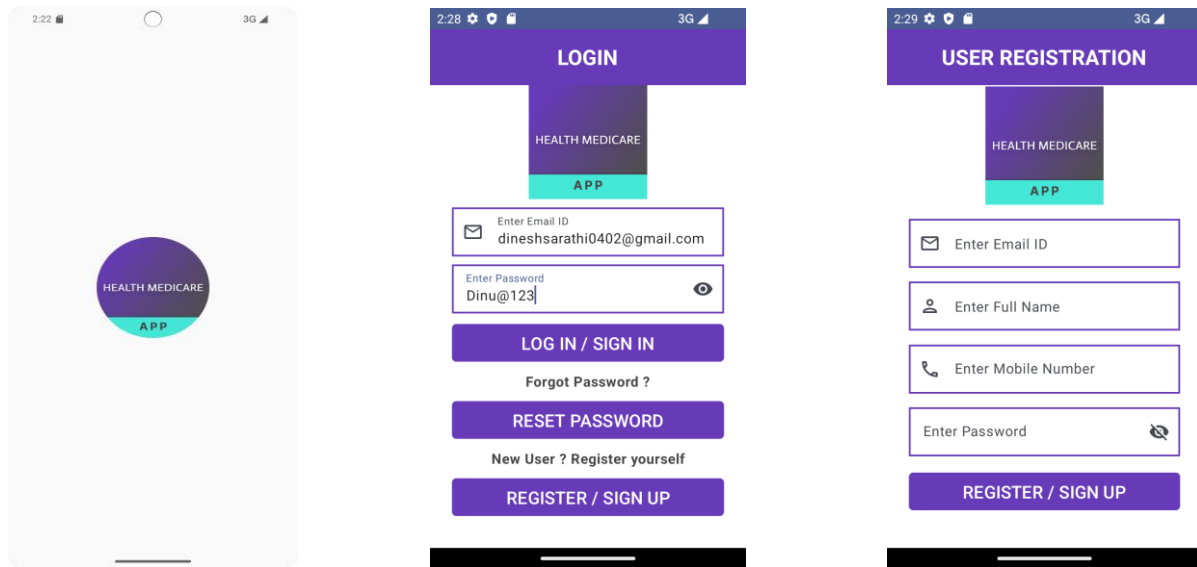 2:22
3G
HEALTH MEDICARE
APP
2:28
3G
LOGIN
HEALTH MEDICARE
APP
Enter Email ID
dineshsarathi0402@gmail.com
Enter Password
Dinu@123
LOG IN / SIGN IN
Forgot Password ?
RESET PASSWORD
New User ? Register yourself
REGISTER / SIGN UP
2:29
3G
USER REGISTRATION
HEALTH MEDICARE
APP
Enter Email ID
Enter Full Name
Enter Mobile Number
Enter Password
REGISTER / SIGN UP